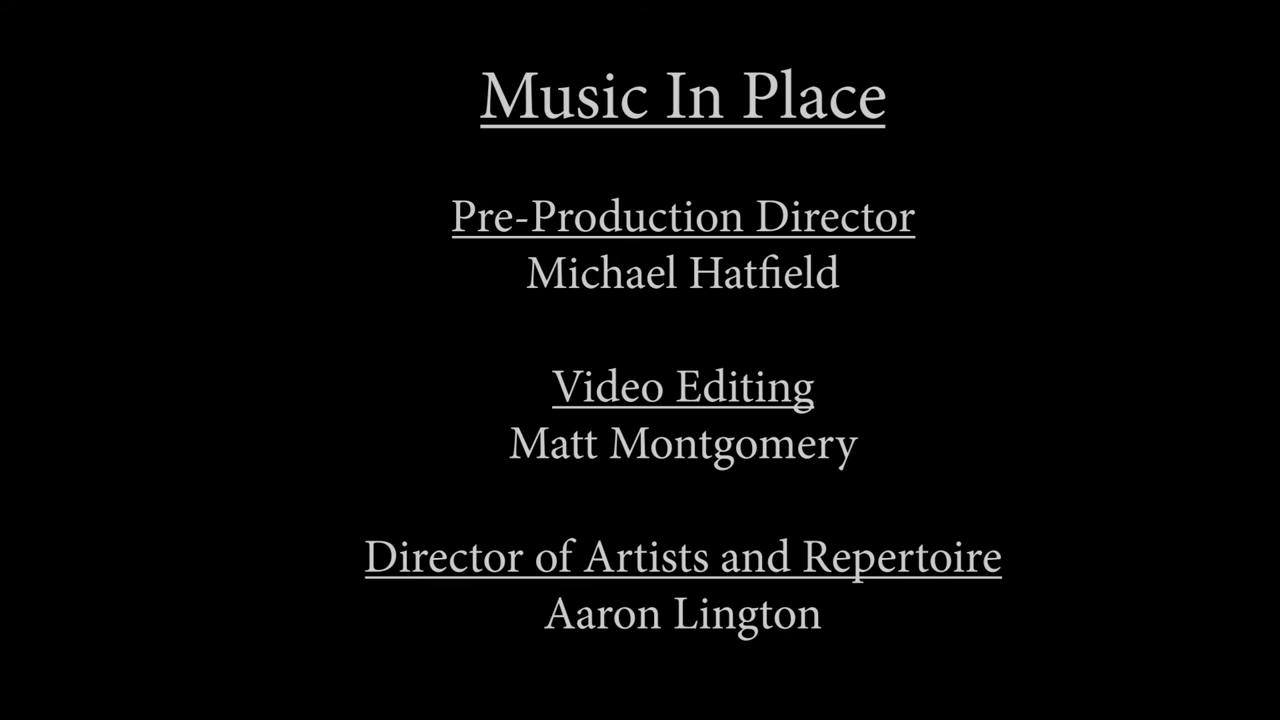 Music In Place
Pre-Production Director
Michael Hatfield
Video Editing
Matt Montgomery
Director of Artists and Repertoire
Aaron Lington